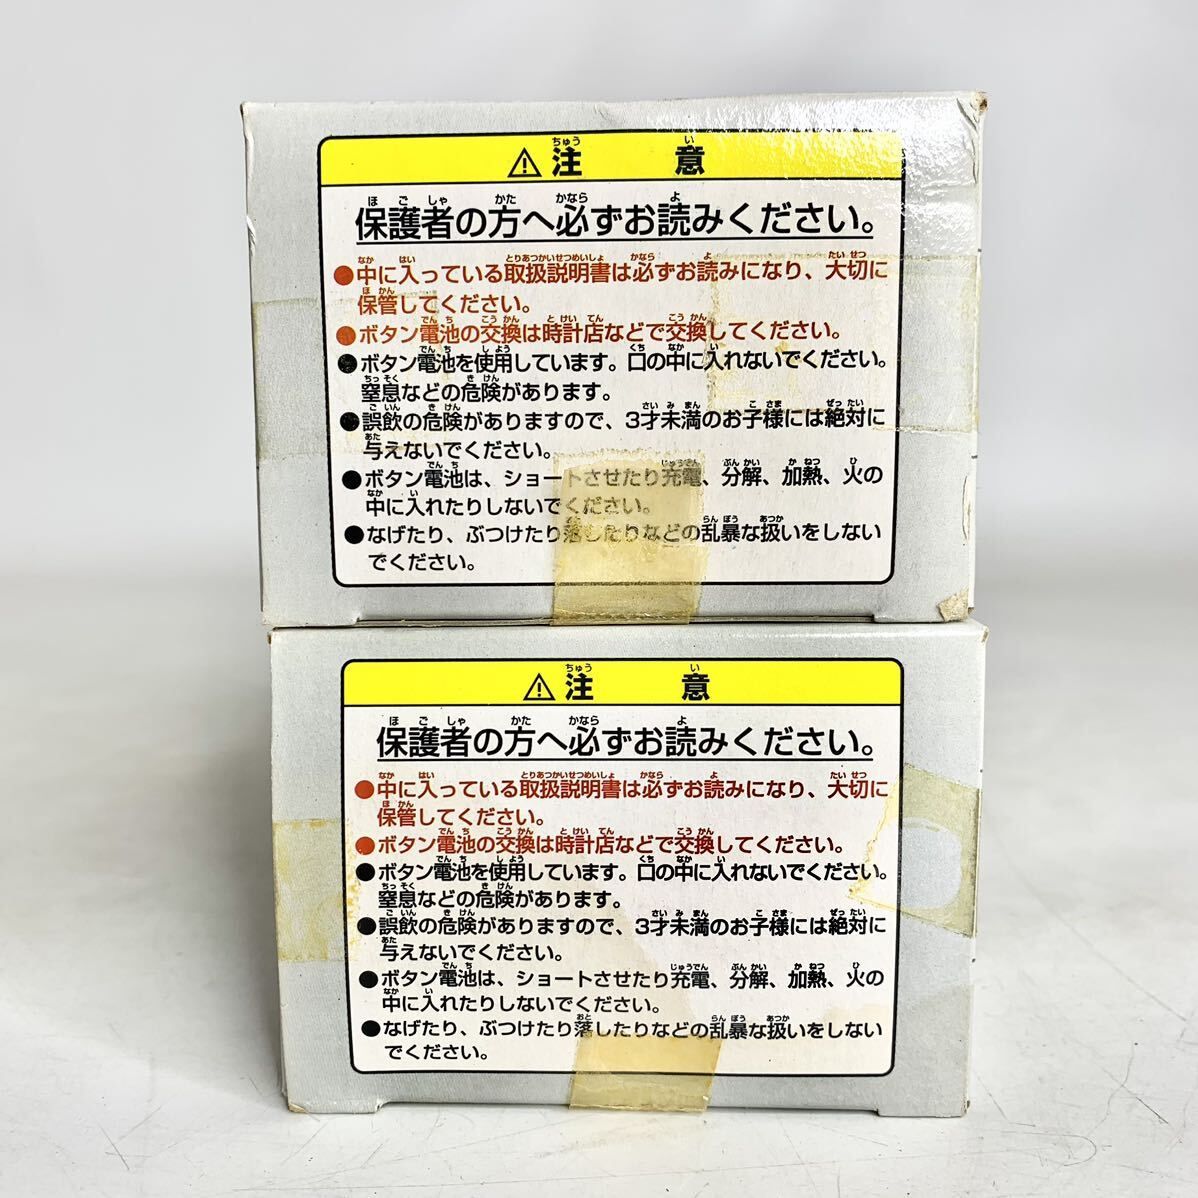 ⚠注意
保護者の方へ必ずお読みください。
●中に入っている取扱説明書は必ずお読みになり、大切に
保管してください。
●ボタン電池の交換は時計店などで交換してください。
●ボタン電池を使用しています。口の中に入れないでください。
窒息などの危険があります。
●誤飲の危険がありますので、3才未満のお子様には絶対に
与えないでください。
●ボタン電池は、ショートさせたり充電、分解、加熱、火の
中に入れたりしないでください。
●なげたり、ぶつけたり落としたりなどの乱暴な扱いをしない
でください。
⚠注意
保護者の方へ必ずお読みください。
●中に入っている取扱説明書は必ずお読みになり、大切に
保管してください。
●ボタン電池の交換は時計店などで交換してください。
●ボタン電池を使用しています。口の中に入れないでください。
窒息などの危険があります。
●誤飲の危険がありますので、3才未満のお子様には絶対に
与えないでください。
●ボタン電池は、ショートさせたり充電、分解、加熱、火の
中に入れたりしないでください。
●なげたり、ぶつけたり落としたりなどの乱暴な扱いをしない
でください。